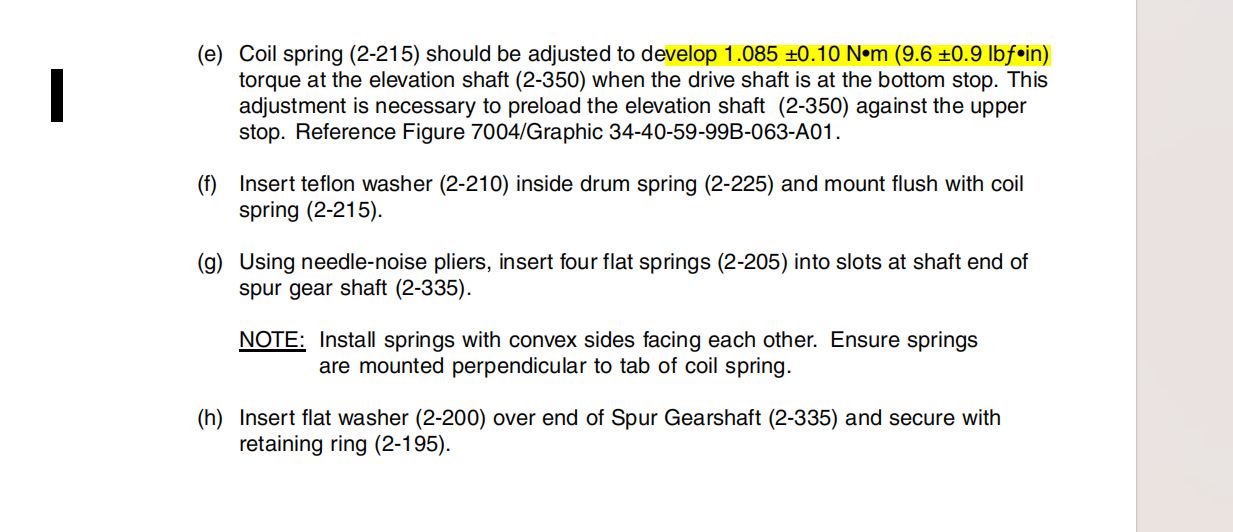 (e) Coil spring (2-215) should be adjusted to develop 1.085 ±0.10 N•m (9.6 ±0.9 lbƒ•in)
torque at the elevation shaft (2-350) when the drive shaft is at the bottom stop. This
adjustment is necessary to preload the elevation shaft (2-350) against the upper
stop. Reference Figure 7004/Graphic 34-40-59-99B-063-A01.
(f) Insert teflon washer (2-210) inside drum spring (2-225) and mount flush with coil
spring (2-215).
(g) Using needle-noise pliers, insert four flat springs (2-205) into slots at shaft end of
spur gear shaft (2-335).
NOTE: Install springs with convex sides facing each other. Ensure springs
are mounted perpendicular to tab of coil spring.
(h) Insert flat washer (2-200) over end of Spur Gearshaft (2-335) and secure with
retaining ring (2-195).